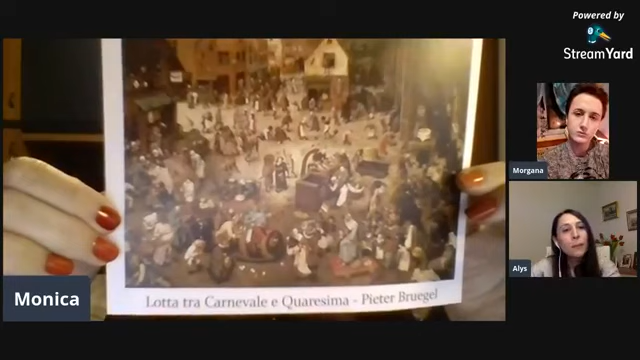 Powered by
StreamYard
Morgana
Alys
Monica
Lotta tra Carnevale e Quaresima - Pieter Bruegel